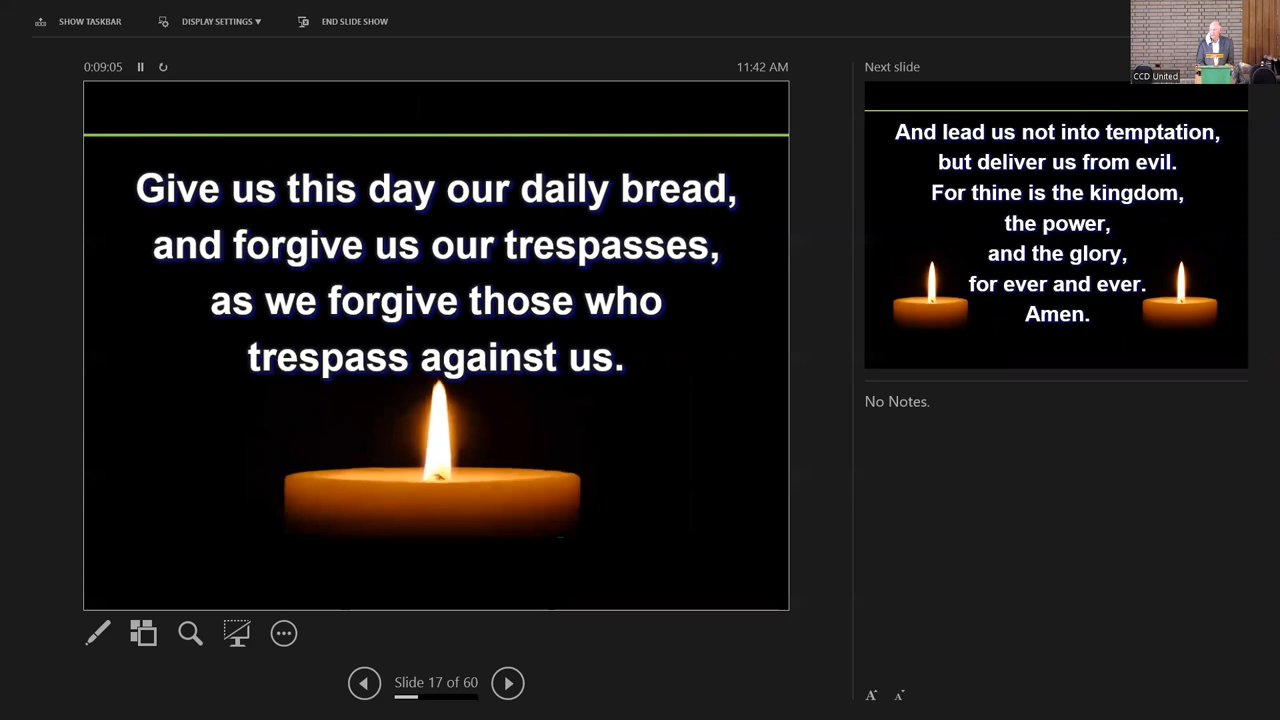 SHOW TASKBAR
DISPLAY SETTINGS ▼
END SLIDE SHOW
0:09:05
11:42 AM
Give us this day our daily bread,
and forgive us our trespasses,
as we forgive those who
trespass against us.
Slide 17 of 60
CCD United
Next slide
And lead us not into temptation,
but deliver us from evil.
For thine is the kingdom,
the power,
and the glory,
for ever and ever.
Amen.
No Notes.
A A